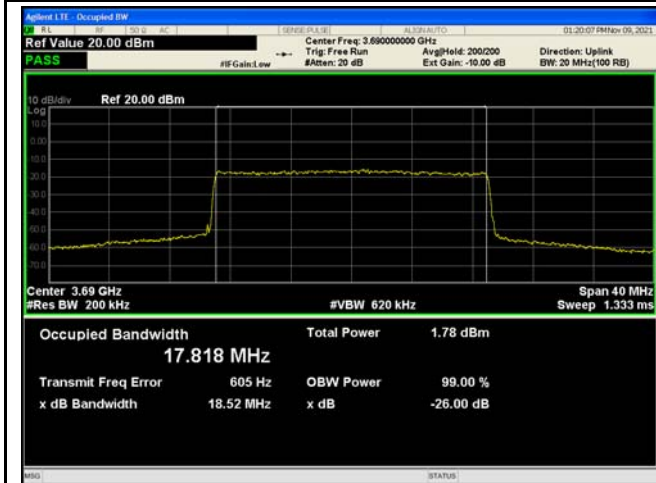 Agilent LTE - Occupied BW
RL RF 50 Ω AC SENSE:PULSE ALIGN AUTO 01:20:07 PM Nov 09, 2021
Ref Value 20.00 dBm Center Freq: 3.690000000 GHz
Trig: Free Run Avg|Hold: 200/200 Direction: Uplink
PASS #IFGain:Low #Atten: 20 dB Ext Gain: -10.00 dB BW: 20 MHz(100 RB)
10 dB/div Ref 20.00 dBm
Log
10.0
0.00
10.0
20.0
30.0
40.0
50.0
60.0
70.0
Center 3.69 GHz Span 40 MHz
#Res BW 200 kHz #VBW 620 kHz Sweep 1.333 ms
Occupied Bandwidth Total Power 1.78 dBm
17.818 MHz
Transmit Freq Error 605 Hz OBW Power 99.00 %
x dB Bandwidth 18.52 MHz x dB -26.00 dB
MSG STATUS